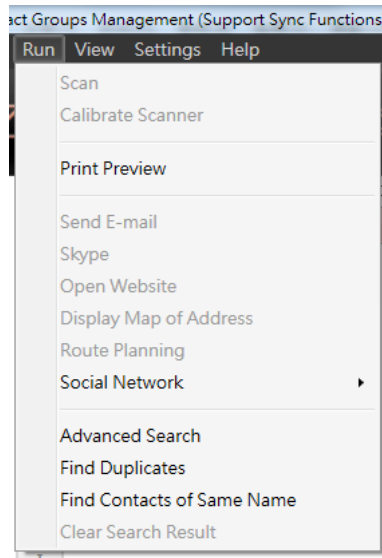 act Groups Management (Support Sync Functions
Run View Settings Help
Scan
Calibrate Scanner
Print Preview
Send E-mail
Skype
Open Website
Display Map of Address
Route Planning
Social Network
Advanced Search
Find Duplicates
Find Contacts of Same Name
Clear Search Result